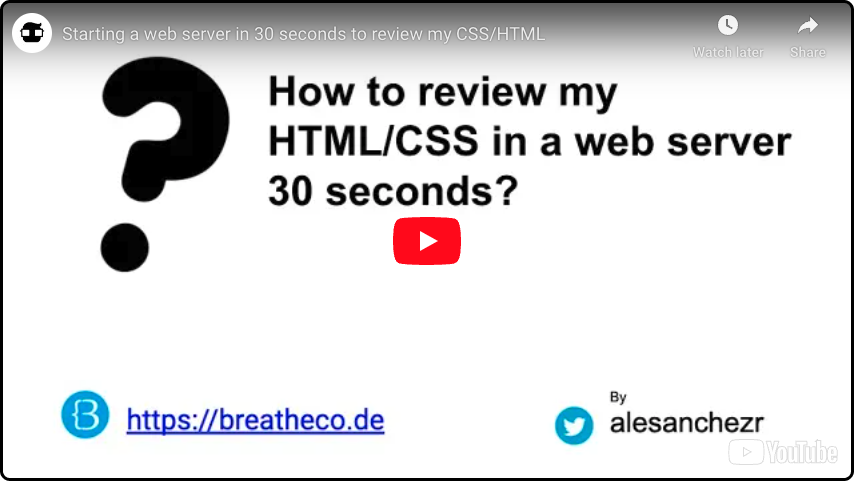 Starting a web server in 30 seconds to review my CSS/HTML
Watch later
Share
How to review my
HTML/CSS in a web server
30 seconds?
https://breatheco.de
By
alesanchezr
YouTube